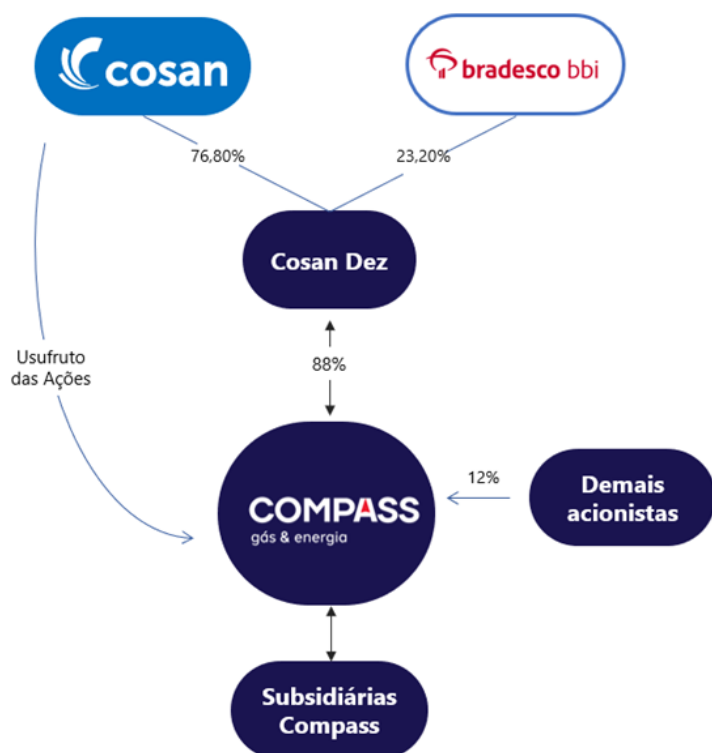 cosan
bradesco bbi
76,80%
23,20%
Cosan Dez
Usufruto
das Ações
88%
COMPASS
gás & energia
12%
Demais
acionistas
Subsidiárias
Compass